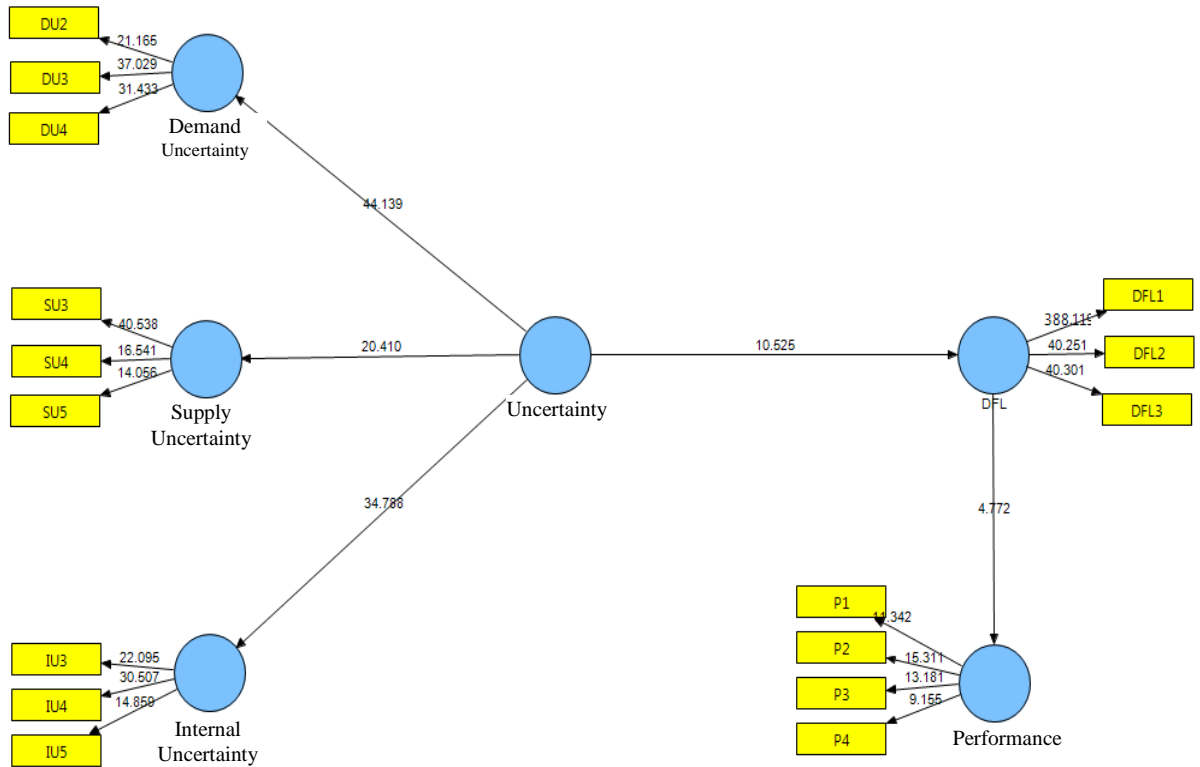 DU2
21.165
DU3
37.029
31.433
DU4
Demand
Uncertainty
44.139
SU3
40.538
SU4
16.541
14.056
SU5
Supply
Uncertainty
20.410
Uncertainty
10.525
DFL1
40.251
DFL2
40.301
DFL3
DFL
34.788
4.772
IU3
22.095
IU4
30.507
14.859
IU5
Internal
Uncertainty
P1
11.342
P2
15.311
P3
13.181
9.155
P4
Performance